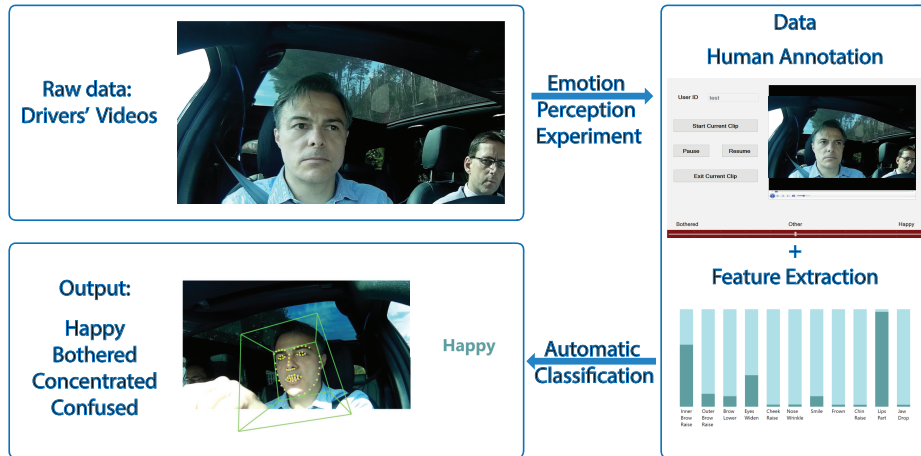 Raw data:
Drivers' Videos
Emotion
Perception
Experiment
Data
Human Annotation
User ID
test
Start Current Clip
Pause
Resume
Exit Current Clip
Bothered
Other
Happy
+
Feature Extraction
Inner Brow Raise
Outer Brow Raise
Brow Lower
Eyes Widen
Cheek Raise
Nose Wrinkle
Smile
Frown
Chin Raise
Lips Part
Jaw Drop
Automatic
Classification
Output:
Happy
Bothered
Concentrated
Confused
Happy